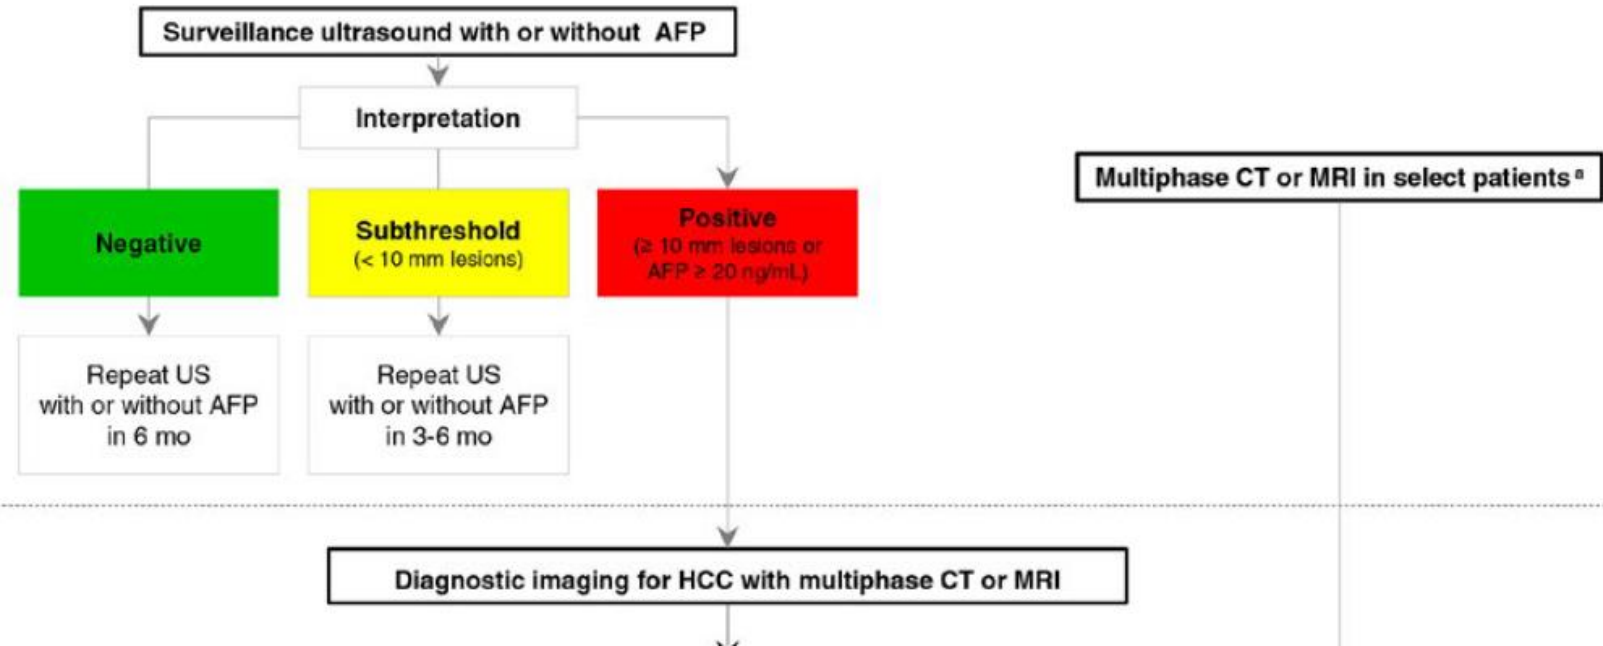 Surveillance ultrasound with or without AFP
Interpretation
Multiphase CT or MRI in select patients a
Negative
Subthreshold
(< 10 mm lesions)
Positive
(≥ 10 mm lesions or
AFP ≥ 20 ng/mL)
Repeat US
with or without AFP
in 6 mo
Repeat US
with or without AFP
in 3-6 mo
Diagnostic imaging for HCC with multiphase CT or MRI